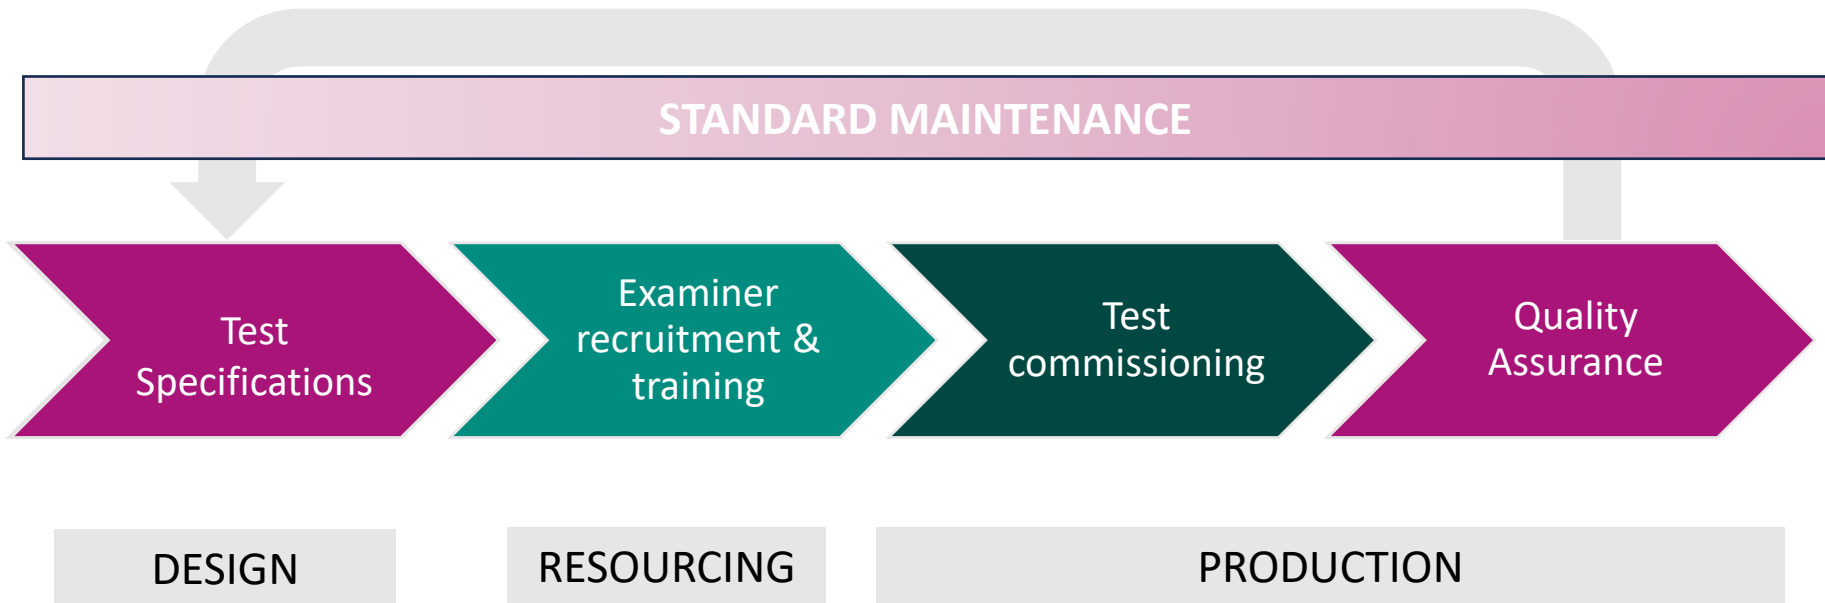 STANDARD MAINTENANCE
Test
Specifications
Examiner
recruitment &
training
Test
commissioning
Quality
Assurance
DESIGN
RESOURCING
PRODUCTION